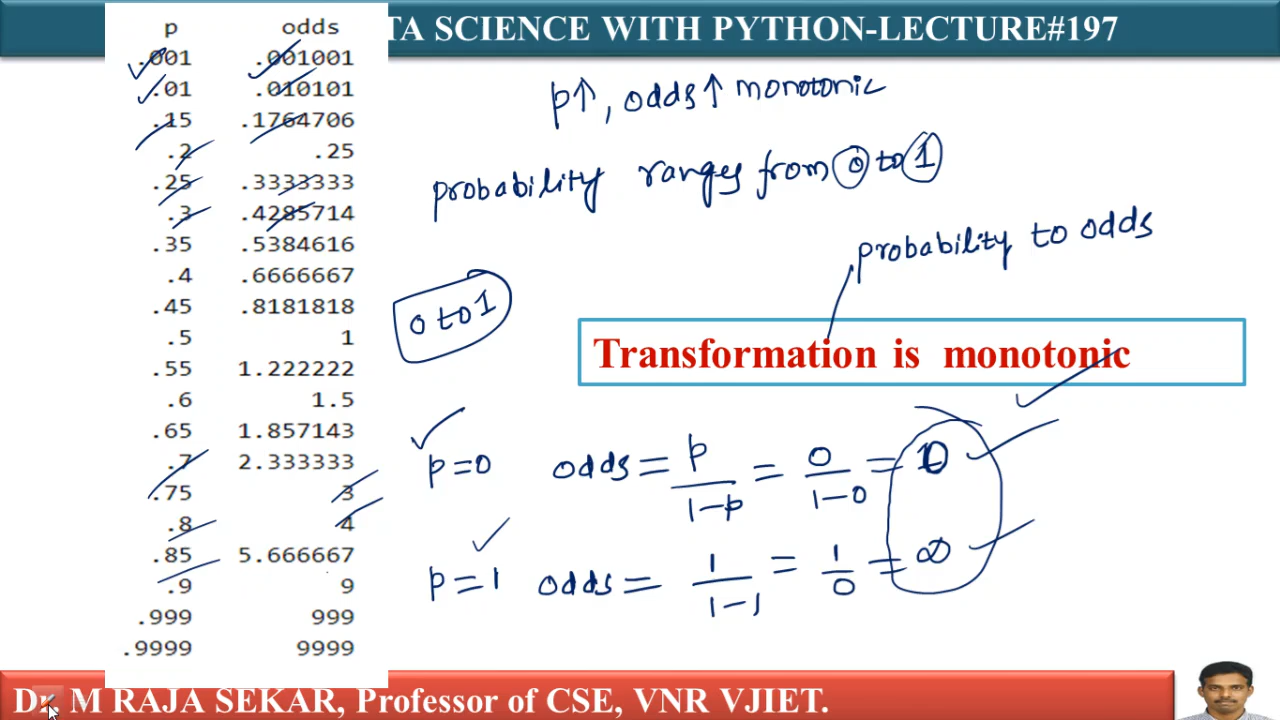 TA SCIENCE WITH PYTHON-LECTURE#197
p odds
.001 .001001
.01 .010101
.15 .1764706
.2 .25
.25 .3333333
.3 .4285714
.35 .5384616
.4 .6666667
.45 .8181818
.5 1
.55 1.222222
.6 1.5
.65 1.857143
.7 2.333333
.75 3
.8 4
.85 5.666667
.9 9
.999 999
.9999 9999
p↑, odds↑ monotonic
probability ranges from 0 to 1
probability to odds
0 to 1
Transformation is monotonic
p=0 odds = p/1-p = 0/1-0 = 0
p=1 odds = 1/1-1 = 1/0 = ∞
Dr. M RAJA SEKAR, Professor of CSE, VNR VJIET.